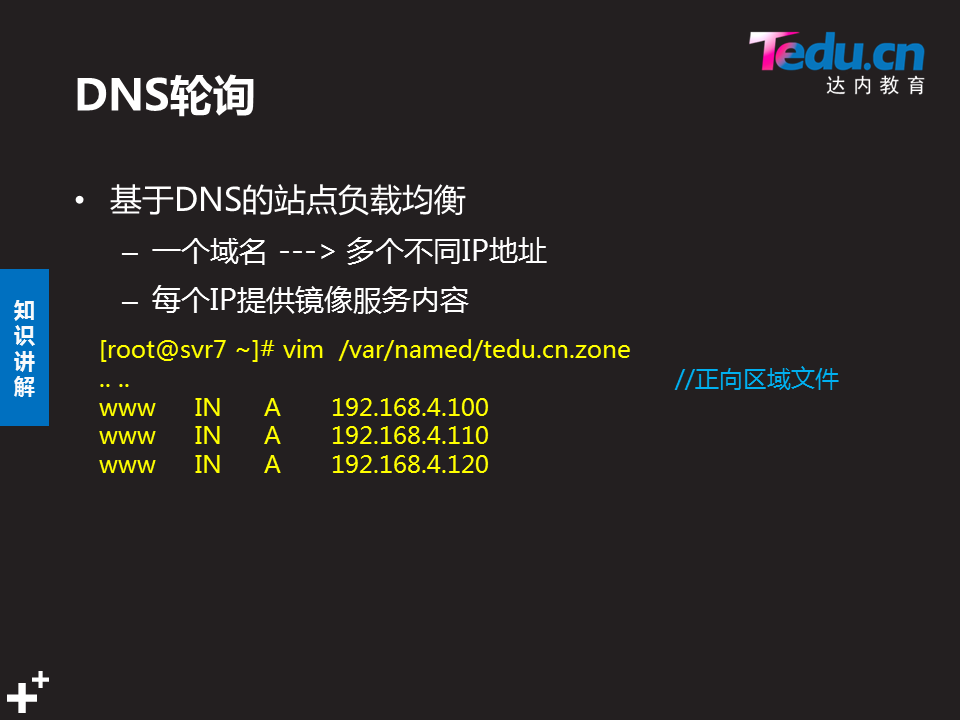 Tedu.cn
达内教育
DNS轮询
• 基于DNS的站点负载均衡
– 一个域名 ---> 多个不同IP地址
– 每个IP提供镜像服务内容
知识讲解
[root@svr7 ~]# vim /var/named/tedu.cn.zone
.. .. //正向区域文件
www IN A 192.168.4.100
www IN A 192.168.4.110
www IN A 192.168.4.120